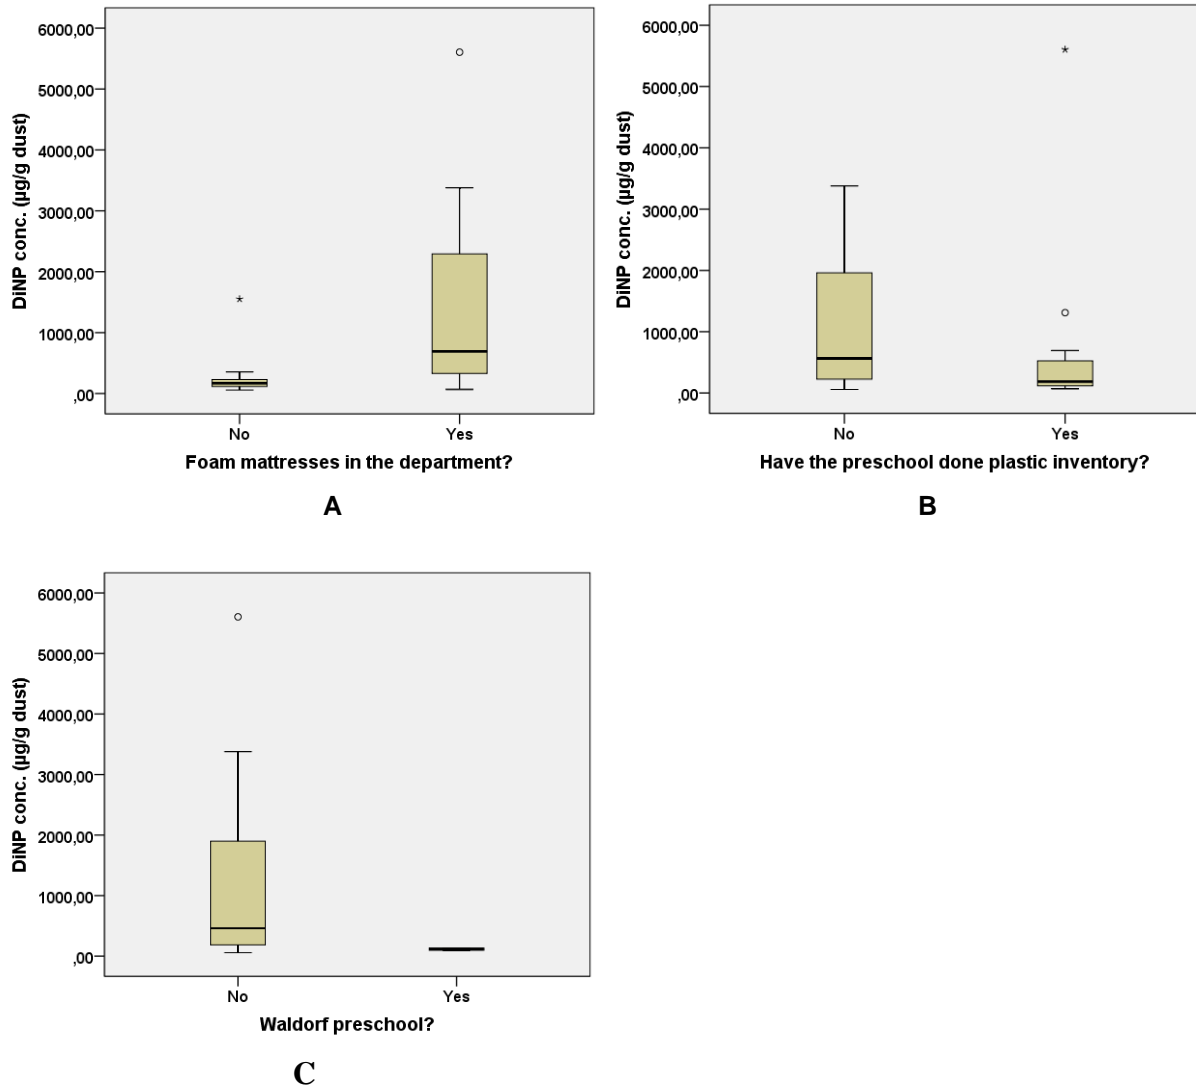 6000,00
5000,00
4000,00
3000,00
2000,00
1000,00
,00
DiNP conc. (µg/g dust)
No Yes
Foam mattresses in the department?
A
6000,00
5000,00
4000,00
3000,00
2000,00
1000,00
,00
DiNP conc. (µg/g dust)
No Yes
Have the preschool done plastic inventory?
B
6000,00
5000,00
4000,00
3000,00
2000,00
1000,00
,00
DiNP conc. (µg/g dust)
No Yes
Waldorf preschool?
C